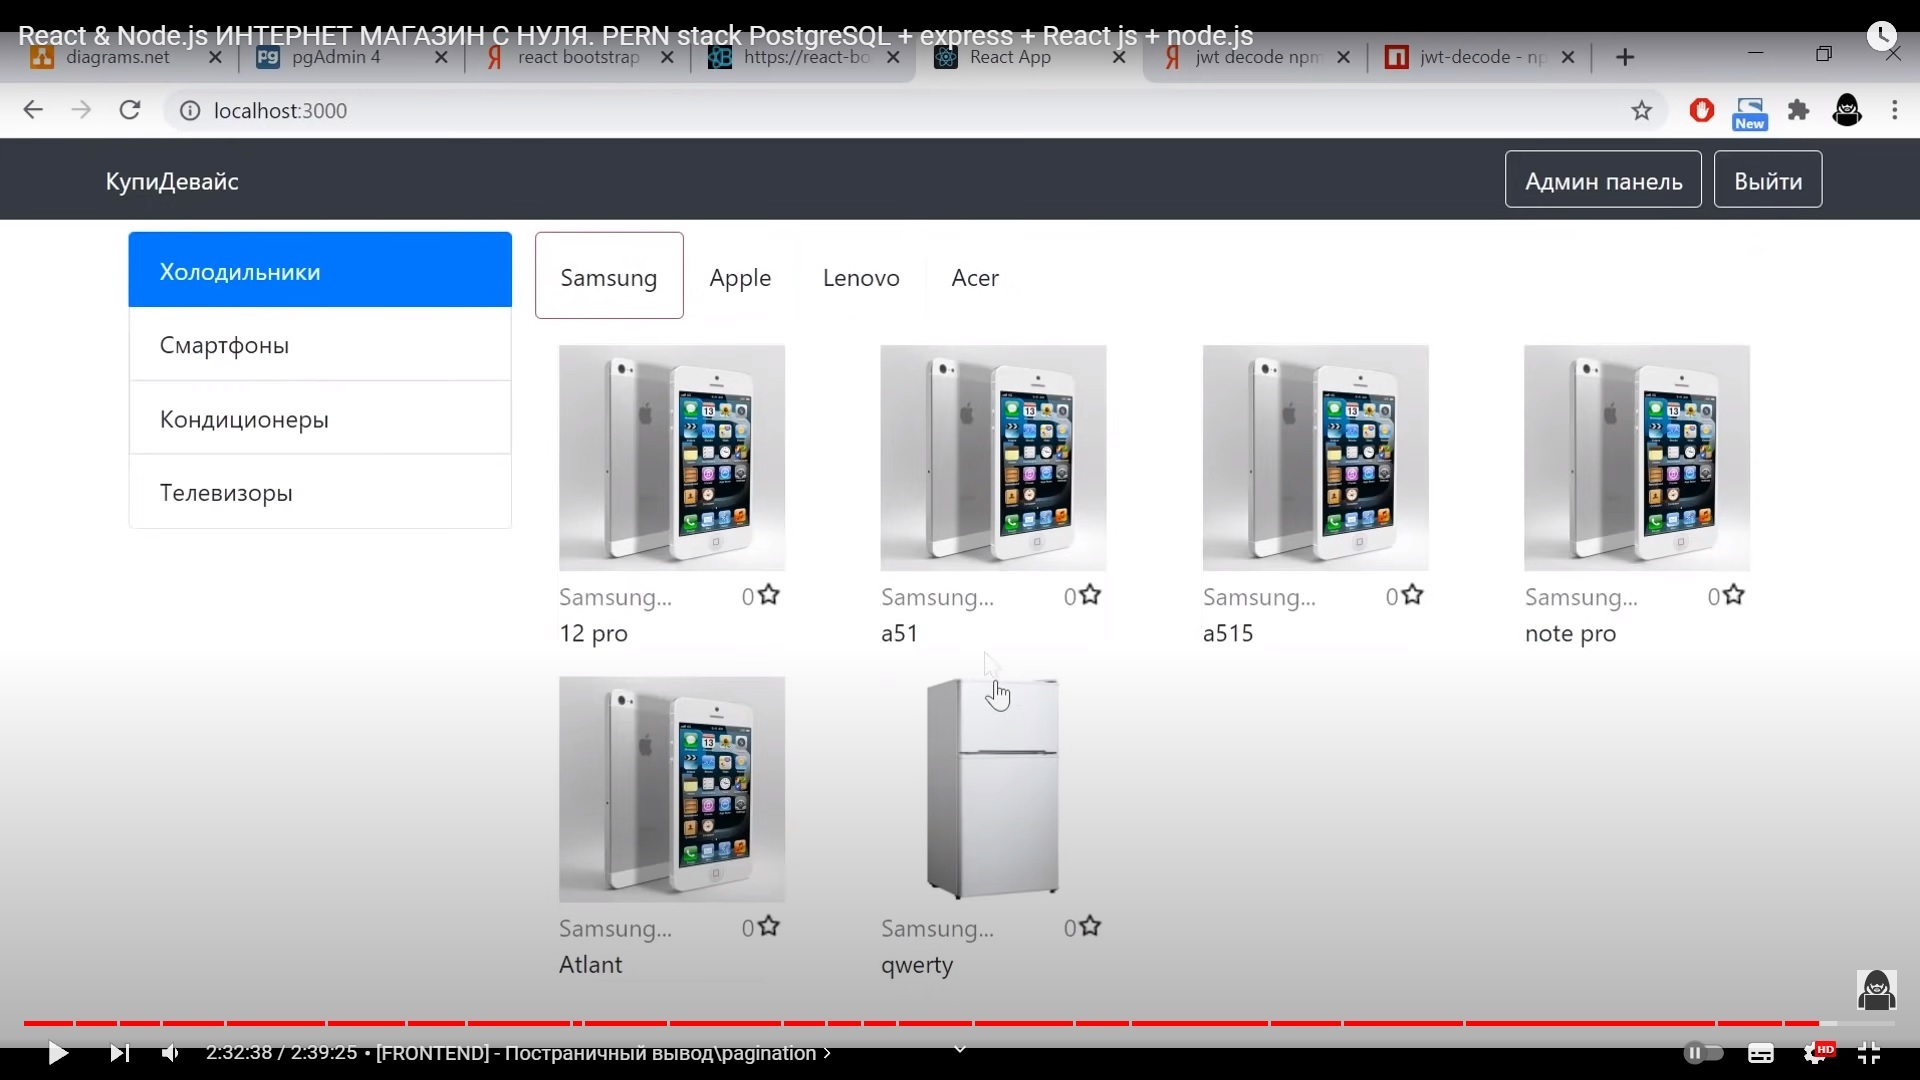 React & Node.js ИНТЕРНЕТ МАГАЗИН С НУЛЯ. PERN stack PostgreSQL + express + React js + node.js
diagrams.net
pgAdmin 4
react bootstrap
https://react-bo
React App
jwt decode npm
jwt-decode - np
localhost:3000
New
КупиДевайс
Админ панель
Выйти
Холодильники
Смартфоны
Кондиционеры
Телевизоры
Samsung
Apple
Lenovo
Acer
Samsung... 0
12 pro
Samsung... 0
a51
Samsung... 0
a515
Samsung... 0
note pro
Samsung... 0
Atlant
Samsung... 0
qwerty
2:32:38 / 2:39:25 • [FRONTEND] - Постраничный вывод\pagination
HD